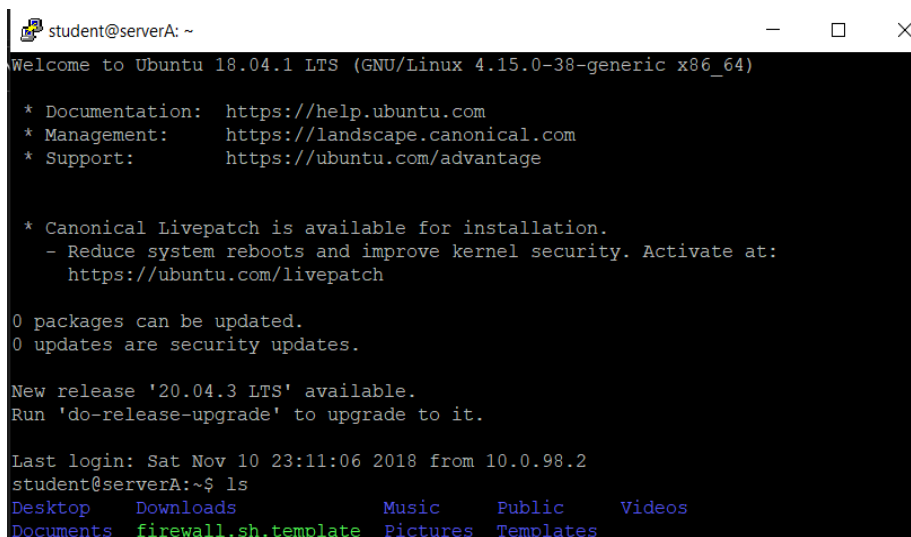 student@serverA: ~
Welcome to Ubuntu 18.04.1 LTS (GNU/Linux 4.15.0-38-generic x86_64)
* Documentation:  https://help.ubuntu.com
* Management:     https://landscape.canonical.com
* Support:        https://ubuntu.com/advantage
* Canonical Livepatch is available for installation.
- Reduce system reboots and improve kernel security. Activate at:
https://ubuntu.com/livepatch
0 packages can be updated.
0 updates are security updates.
New release '20.04.3 LTS' available.
Run 'do-release-upgrade' to upgrade to it.
Last login: Sat Nov 10 23:11:06 2018 from 10.0.98.2
student@serverA:~$ ls
Desktop    Downloads              Music     Public     Videos
Documents  firewall.sh.template  Pictures  Templates